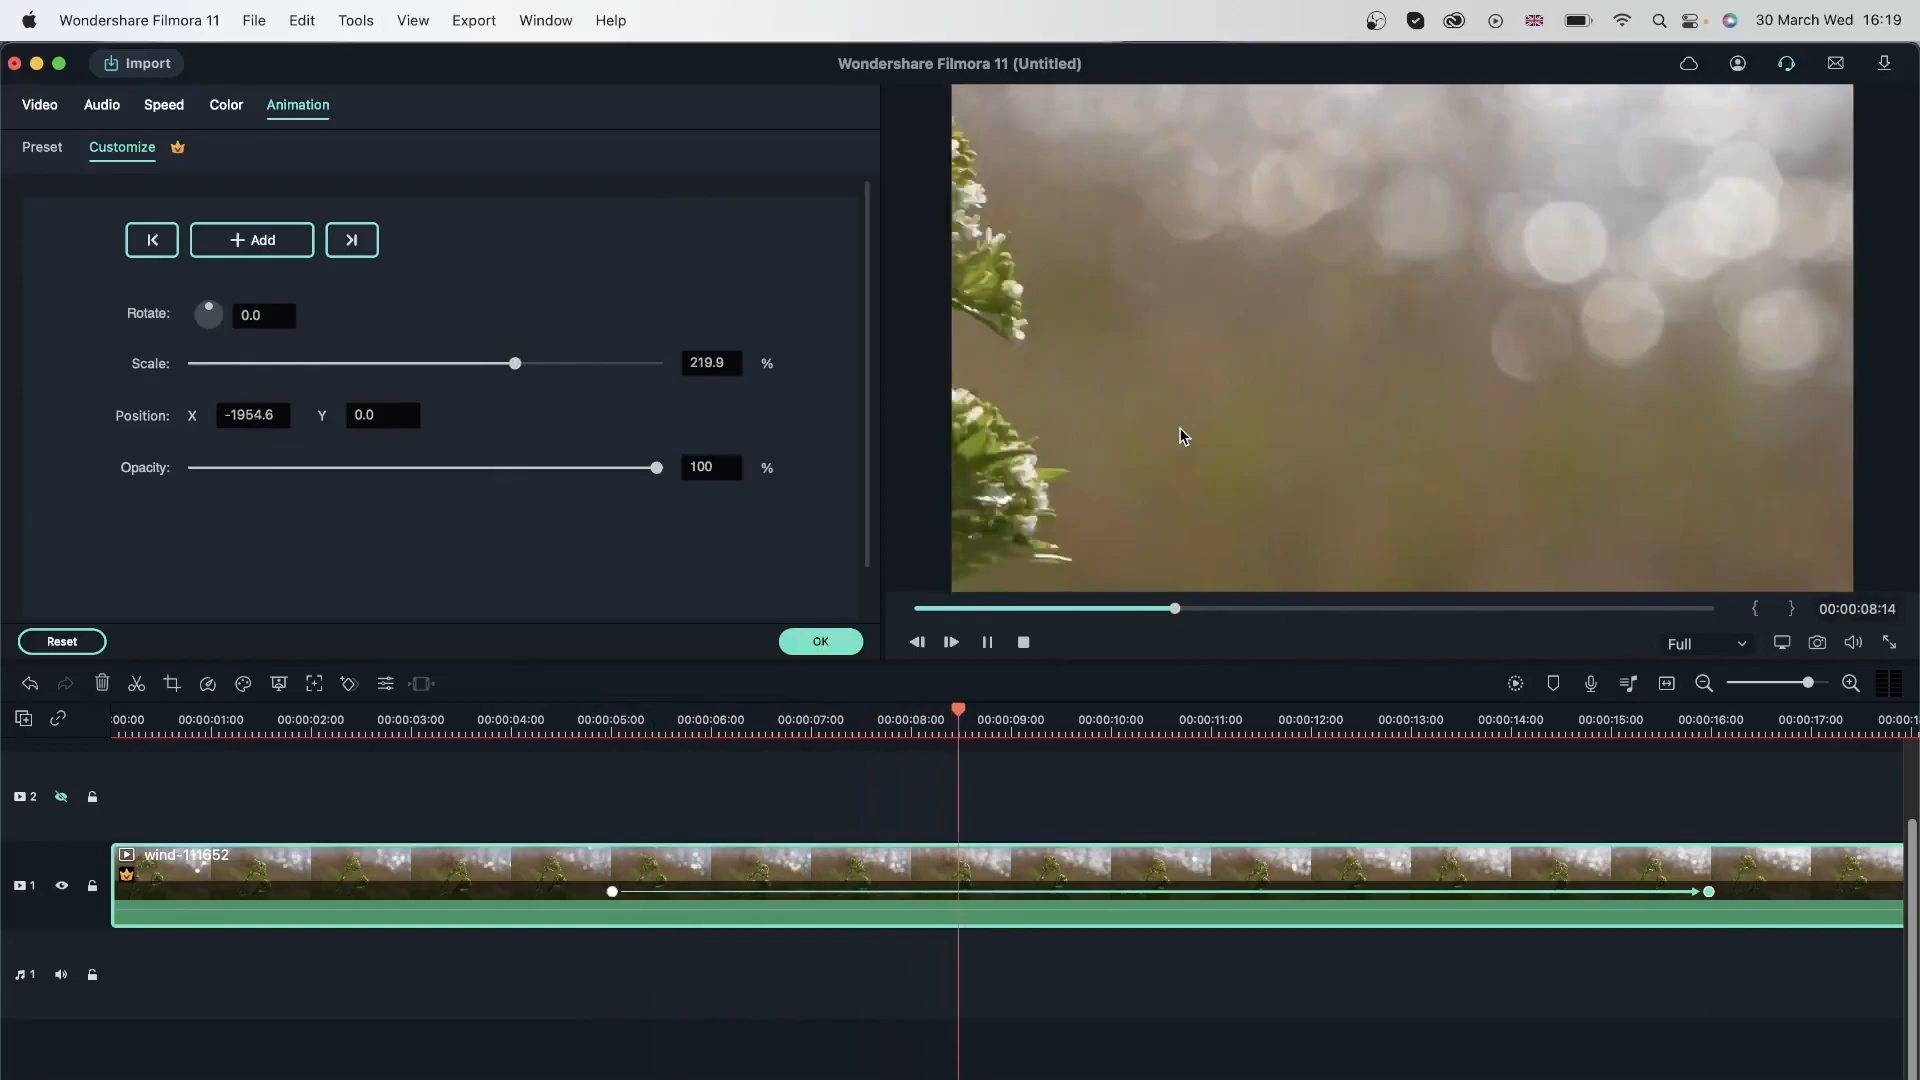 Wondershare Filmora 11 File Edit Tools View Export Window Help 30 March Wed 16:19
Import Wondershare Filmora 11 (Untitled)
Video Audio Speed Color Animation
Preset Customize
+ Add
Rotate: 0.0
Scale: 219.9 %
Position: X -1954.6 Y 0.0
Opacity: 100 %
{ } 00:00:08:14
Reset OK
Full
:00:00 00:00:01:00 00:00:02:00 00:00:03:00 00:00:04:00 00:00:05:00 00:00:06:00 00:00:07:00 00:00:08:00 00:00:09:00 00:00:10:00 00:00:11:00 00:00:12:00 00:00:13:00 00:00:14:00 00:00:15:00 00:00:16:00 00:00:17:00 00:00:1
2
wind-111652
1
1